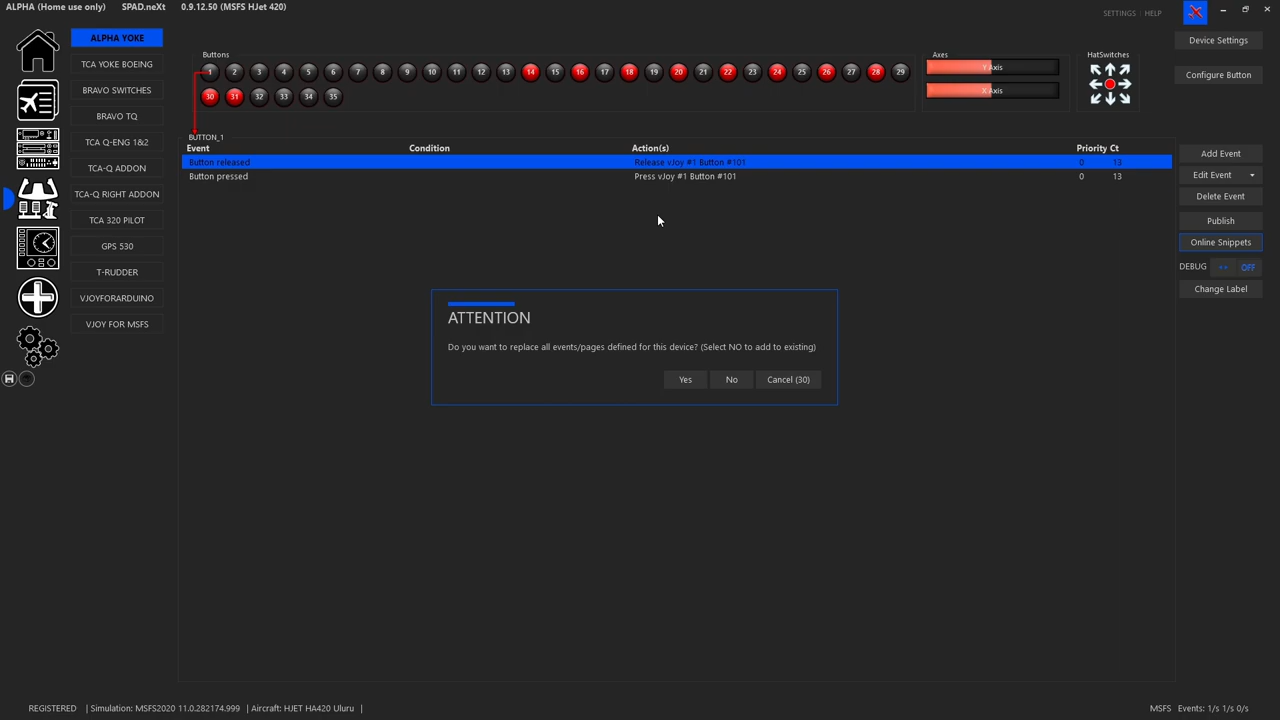 ALPHA (Home use only) SPAD.neXt 0.9.12.50 (MSFS HJet 420)
SETTINGS | HELP
ALPHA YOKE
TCA YOKE BOEING
BRAVO SWITCHES
BRAVO TQ
TCA Q-ENG 1&2
TCA-Q ADDON
TCA-Q RIGHT ADDON
TCA 320 PILOT
GPS 530
T-RUDDER
VJOYFORARDUINO
VJOY FOR MSFS
Buttons
1 2 3 4 5 6 7 8 9 10 11 12 13 14 15 16 17 18 19 20 21 22 23 24 25 26 27 28 29
30 31 32 33 34 35
Axes
Y Axis
X Axis
HatSwitches
Device Settings
Configure Button
BUTTON_1
Event Condition Action(s) Priority Ct
Button released Release vJoy #1 Button #101 0 13
Button pressed Press vJoy #1 Button #101 0 13
Add Event
Edit Event
Delete Event
Publish
Online Snippets
DEBUG ** OFF
Change Label
ATTENTION
Do you want to replace all events/pages defined for this device? (Select NO to add to existing)
Yes No Cancel (30)
REGISTERED | Simulation: MSFS2020 11.0.282174.999 | Aircraft: HJET HA420 Uluru |
MSFS Events: 1/s 1/s 0/s